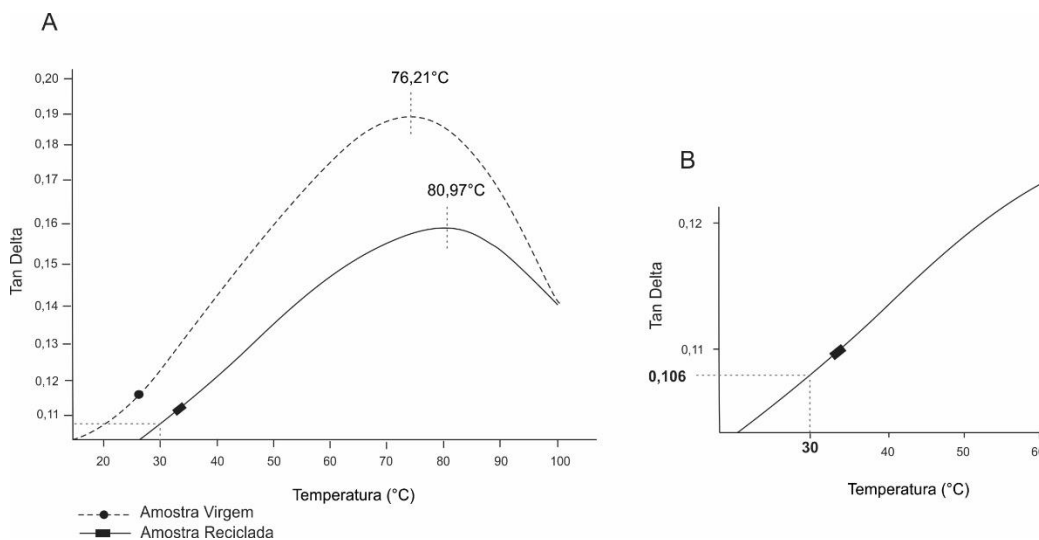 A
76,21°C
80,97°C
0,20
0,19
0,18
0,17
0,16
0,15
0,14
0,13
0,12
0,11
Tan Delta
20 30 40 50 60 70 80 90 100
Temperatura (°C)
Amostra Virgem
Amostra Reciclada
B
0,12
0,11
0,106
Tan Delta
30 40 50 60
Temperatura (°C)